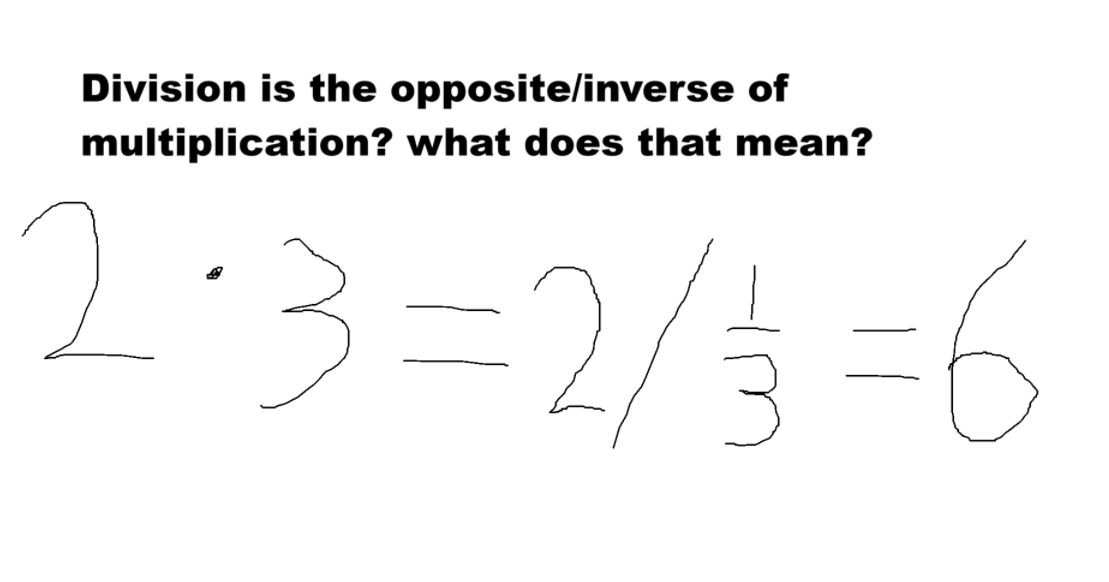 Division is the opposite/inverse of
multiplication? what does that mean?
2 · 3 = 2 / 1/3 = 6